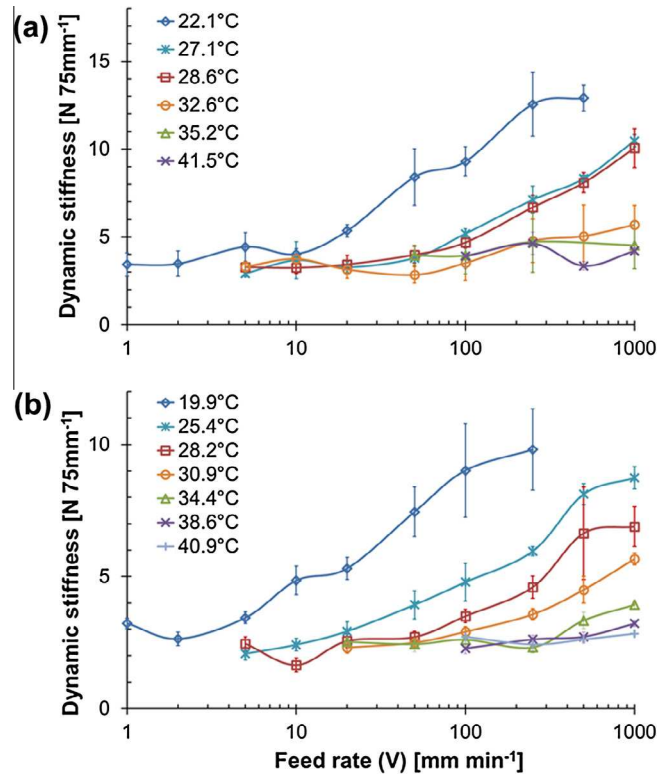 (a)
22.1°C
27.1°C
28.6°C
32.6°C
35.2°C
41.5°C
Dynamic stiffness [N 75mm⁻¹]
15
10
5
0
1 10 100 1000
(b)
19.9°C
25.4°C
28.2°C
30.9°C
34.4°C
38.6°C
40.9°C
Dynamic stiffness [N 75mm⁻¹]
10
5
0
1 10 100 1000
Feed rate (V) [mm min⁻¹]